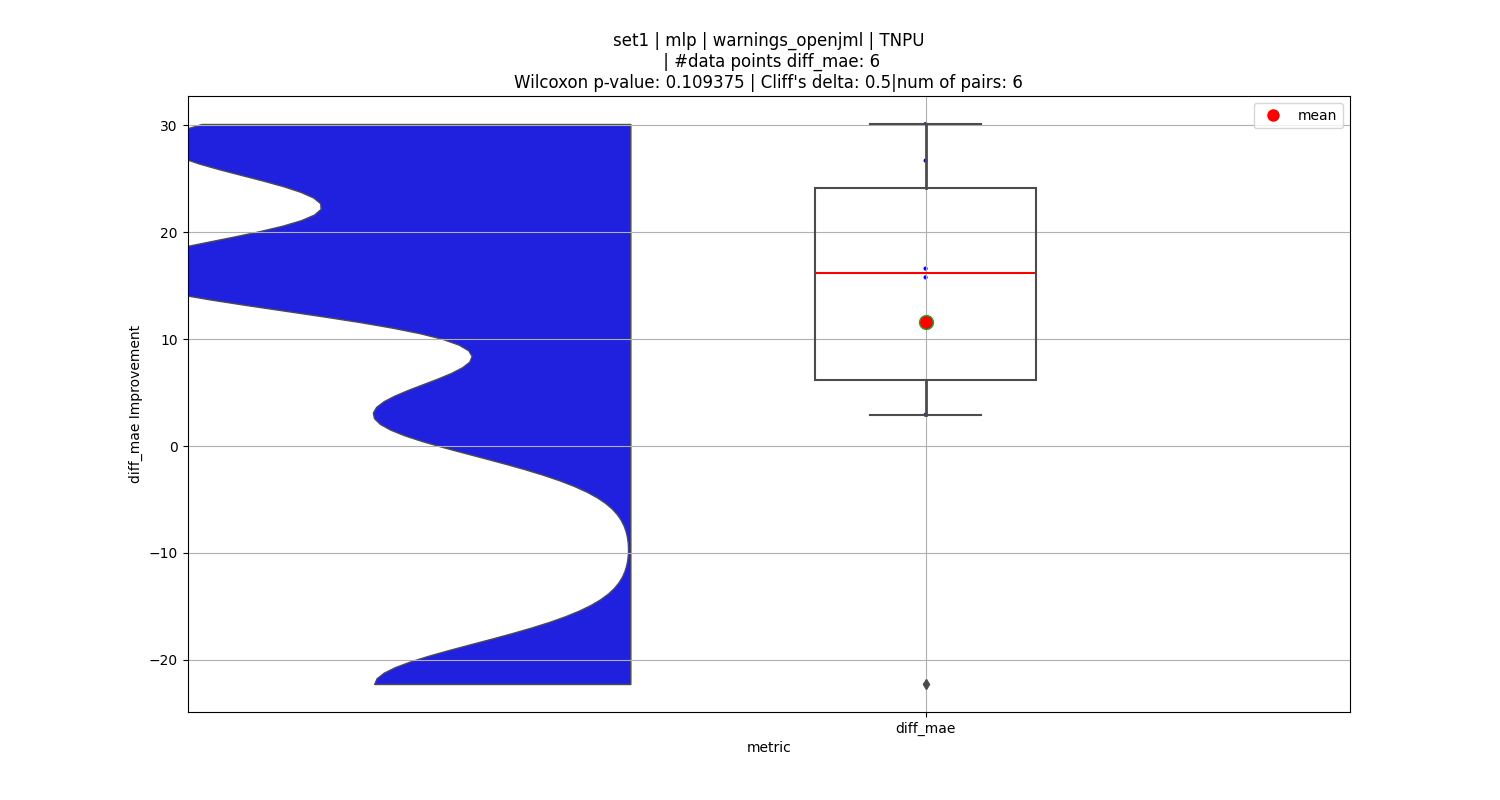 set1 | mlp | warnings_openjml | TNPU
| #data points diff_mae: 6
Wilcoxon p-value: 0.109375 | Cliff's delta: 0.5|num of pairs: 6
mean
30
20
10
0
−10
−20
diff_mae Improvement
diff_mae
metric